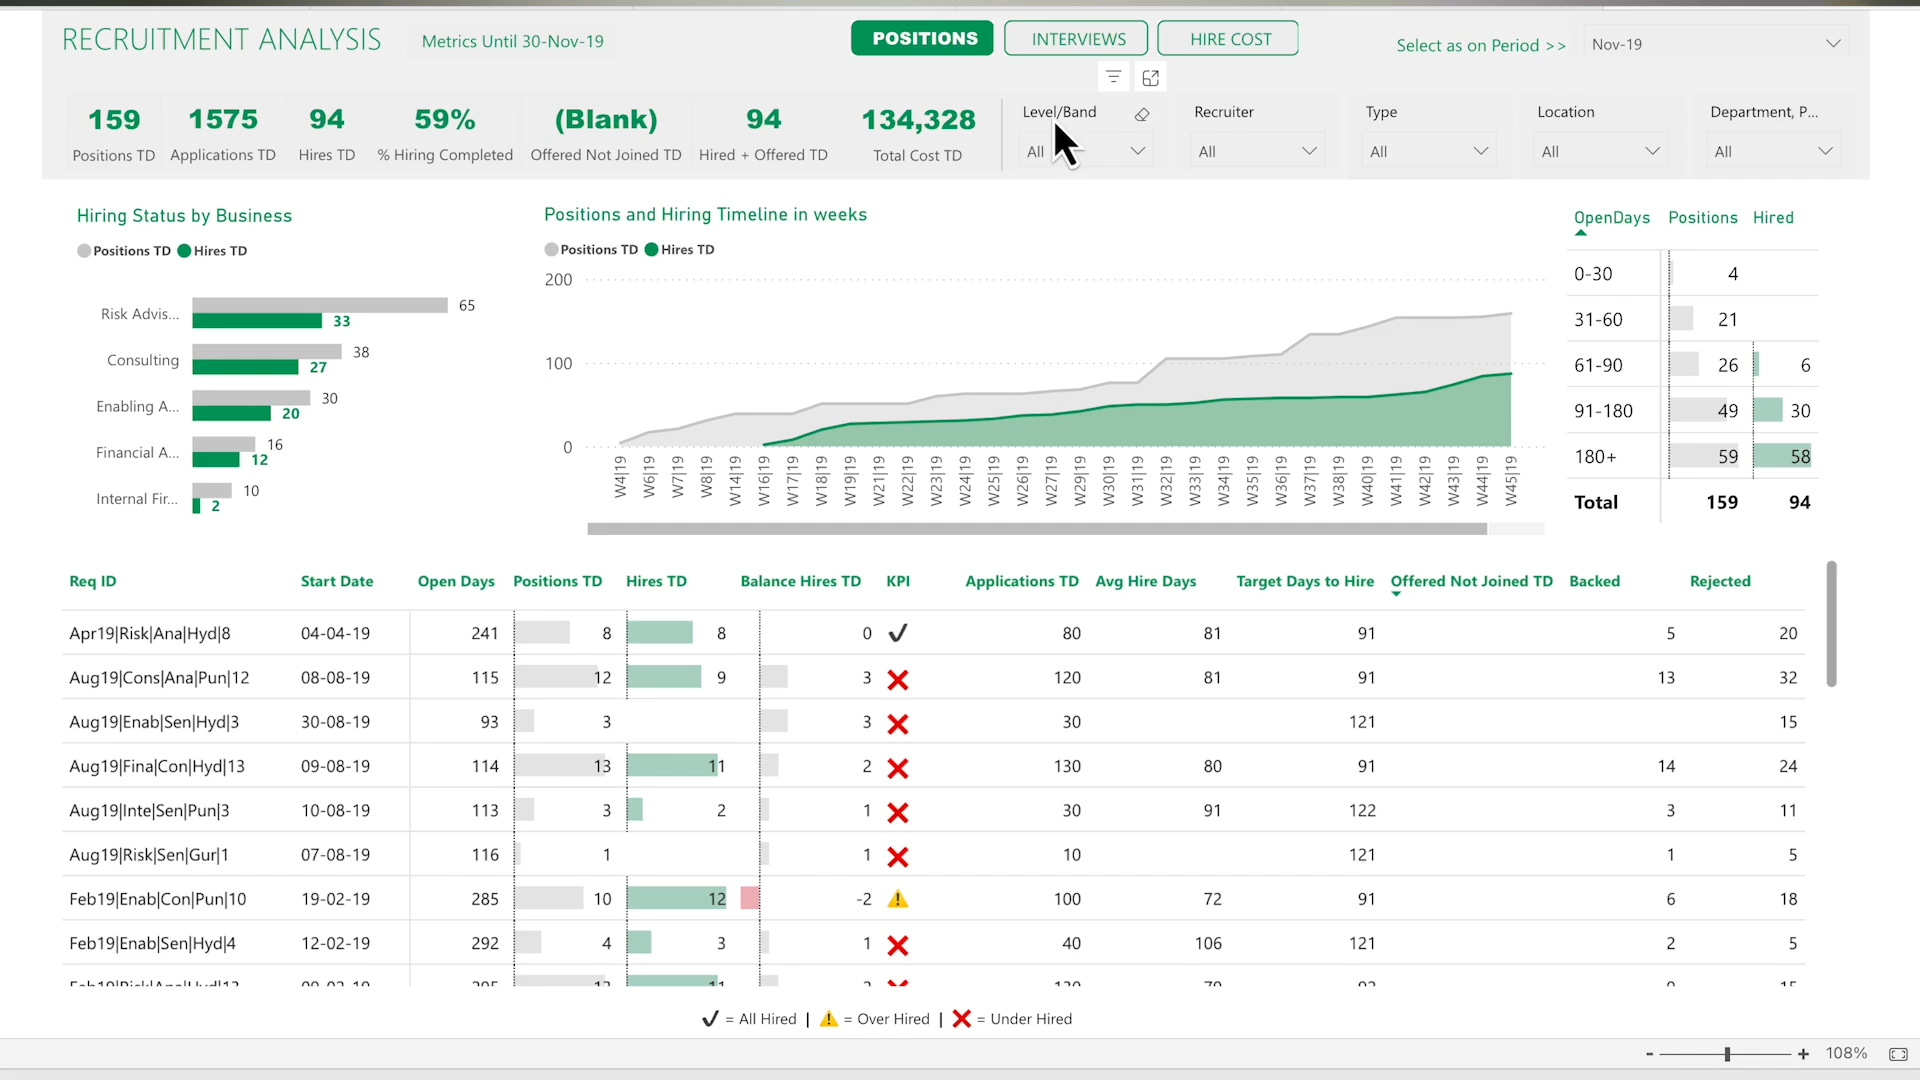 RECRUITMENT ANALYSIS Metrics Until 30-Nov-19 POSITIONS INTERVIEWS HIRE COST Select as on Period >> Nov-19
159 1575 94 59% (Blank) 94 134,328
Positions TD Applications TD Hires TD % Hiring Completed Offered Not Joined TD Hired + Offered TD Total Cost TD
Level/Band Recruiter Type Location Department, P...
All All All All All
Hiring Status by Business
Positions TD Hires TD
Risk Advis... 65 33
Consulting 38 27
Enabling A... 30 20
Financial A... 16 12
Internal Fir... 10 2
Positions and Hiring Timeline in weeks
Positions TD Hires TD
200
100
0
W4|19 W6|19 W7|19 W8|19 W14|19 W16|19 W17|19 W18|19 W19|19 W21|19 W22|19 W23|19 W24|19 W25|19 W26|19 W27|19 W29|19 W30|19 W31|19 W32|19 W33|19 W34|19 W35|19 W36|19 W37|19 W38|19 W40|19 W41|19 W42|19 W43|19 W44|19 W45|19
OpenDays Positions Hired
0-30 4
31-60 21
61-90 26 6
91-180 49 30
180+ 59 58
Total 159 94
Req ID Start Date Open Days Positions TD Hires TD Balance Hires TD KPI Applications TD Avg Hire Days Target Days to Hire Offered Not Joined TD Backed Rejected
Apr19|Risk|Ana|Hyd|8 04-04-19 241 8 8 0 80 81 91 5 20
Aug19|Cons|Ana|Pun|12 08-08-19 115 12 9 3 120 81 91 13 32
Aug19|Enab|Sen|Hyd|3 30-08-19 93 3 3 30 121 15
Aug19|Fina|Con|Hyd|13 09-08-19 114 13 11 2 130 80 91 14 24
Aug19|Inte|Sen|Pun|3 10-08-19 113 3 2 1 30 91 122 3 11
Aug19|Risk|Sen|Gur|1 07-08-19 116 1 1 10 121 1 5
Feb19|Enab|Con|Pun|10 19-02-19 285 10 12 -2 100 72 91 6 18
Feb19|Enab|Sen|Hyd|4 12-02-19 292 4 3 1 40 106 121 2 5
= All Hired | = Over Hired | = Under Hired
- + 108%